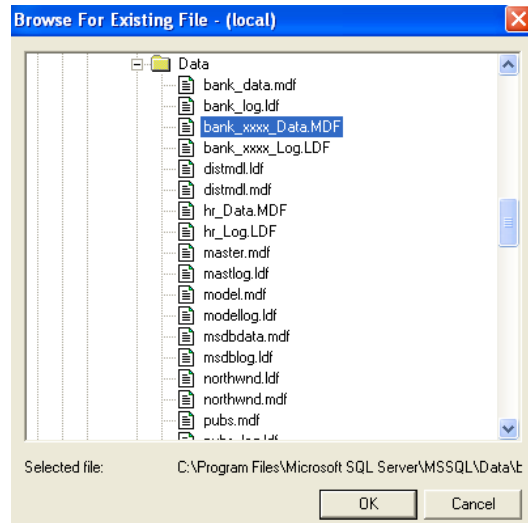 Browse For Existing File - (local)
Data
bank_data.mdf
bank_log.ldf
bank_xxxx_Data.MDF
bank_xxxx_Log.LDF
distmdl.ldf
distmdl.mdf
hr_Data.MDF
hr_Log.LDF
master.mdf
mastlog.ldf
model.mdf
modellog.ldf
msdbdata.mdf
msdblog.ldf
northwnd.ldf
northwnd.mdf
pubs.mdf
Selected file: C:\Program Files\Microsoft SQL Server\MSSQL\Data\b
OK Cancel